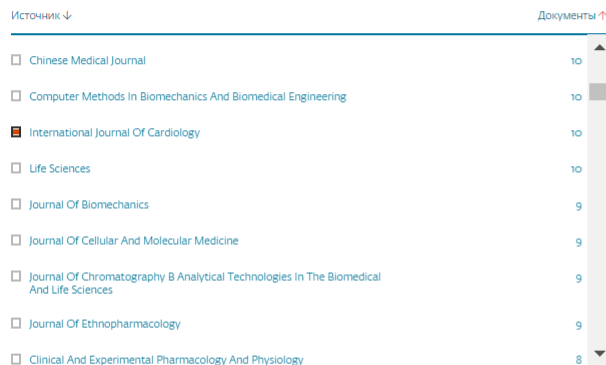 Источник ↓
Документы ↑
Chinese Medical Journal 10
Computer Methods In Biomechanics And Biomedical Engineering 10
International Journal Of Cardiology 10
Life Sciences 10
Journal Of Biomechanics 9
Journal Of Cellular And Molecular Medicine 9
Journal Of Chromatography B Analytical Technologies In The Biomedical 9
And Life Sciences
Journal Of Ethnopharmacology 9
Clinical And Experimental Pharmacology And Physiology 8